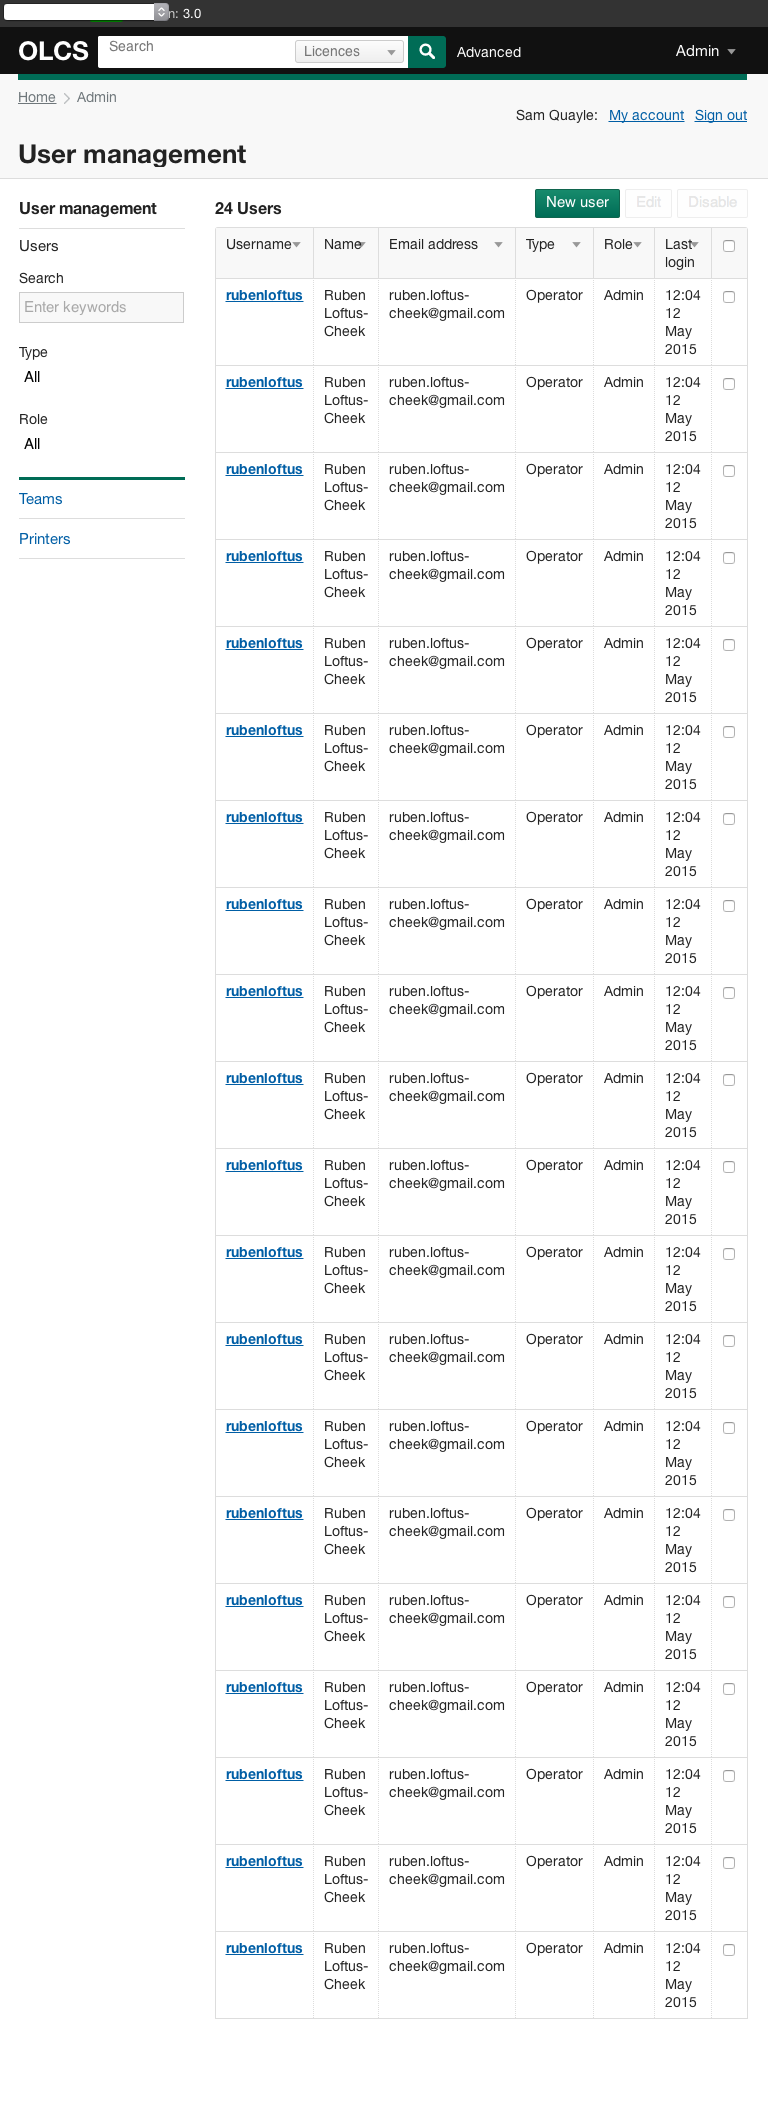 n: 3.0
OLCS Search Licences Advanced Admin
Home Admin
Sam Quayle: My account Sign out
User management
User management
Users
Search
Enter keywords
Type
All
Role
All
Teams
Printers
24 Users New user Edit Disable
Username Name Email address Type Role Last
login
rubenloftus Ruben ruben.loftus- Operator Admin 12:04
Loftus- cheek@gmail.com 12
Cheek May
2015
rubenloftus Ruben ruben.loftus- Operator Admin 12:04
Loftus- cheek@gmail.com 12
Cheek May
2015
rubenloftus Ruben ruben.loftus- Operator Admin 12:04
Loftus- cheek@gmail.com 12
Cheek May
2015
rubenloftus Ruben ruben.loftus- Operator Admin 12:04
Loftus- cheek@gmail.com 12
Cheek May
2015
rubenloftus Ruben ruben.loftus- Operator Admin 12:04
Loftus- cheek@gmail.com 12
Cheek May
2015
rubenloftus Ruben ruben.loftus- Operator Admin 12:04
Loftus- cheek@gmail.com 12
Cheek May
2015
rubenloftus Ruben ruben.loftus- Operator Admin 12:04
Loftus- cheek@gmail.com 12
Cheek May
2015
rubenloftus Ruben ruben.loftus- Operator Admin 12:04
Loftus- cheek@gmail.com 12
Cheek May
2015
rubenloftus Ruben ruben.loftus- Operator Admin 12:04
Loftus- cheek@gmail.com 12
Cheek May
2015
rubenloftus Ruben ruben.loftus- Operator Admin 12:04
Loftus- cheek@gmail.com 12
Cheek May
2015
rubenloftus Ruben ruben.loftus- Operator Admin 12:04
Loftus- cheek@gmail.com 12
Cheek May
2015
rubenloftus Ruben ruben.loftus- Operator Admin 12:04
Loftus- cheek@gmail.com 12
Cheek May
2015
rubenloftus Ruben ruben.loftus- Operator Admin 12:04
Loftus- cheek@gmail.com 12
Cheek May
2015
rubenloftus Ruben ruben.loftus- Operator Admin 12:04
Loftus- cheek@gmail.com 12
Cheek May
2015
rubenloftus Ruben ruben.loftus- Operator Admin 12:04
Loftus- cheek@gmail.com 12
Cheek May
2015
rubenloftus Ruben ruben.loftus- Operator Admin 12:04
Loftus- cheek@gmail.com 12
Cheek May
2015
rubenloftus Ruben ruben.loftus- Operator Admin 12:04
Loftus- cheek@gmail.com 12
Cheek May
2015
rubenloftus Ruben ruben.loftus- Operator Admin 12:04
Loftus- cheek@gmail.com 12
Cheek May
2015
rubenloftus Ruben ruben.loftus- Operator Admin 12:04
Loftus- cheek@gmail.com 12
Cheek May
2015
rubenloftus Ruben ruben.loftus- Operator Admin 12:04
Loftus- cheek@gmail.com 12
Cheek May
2015